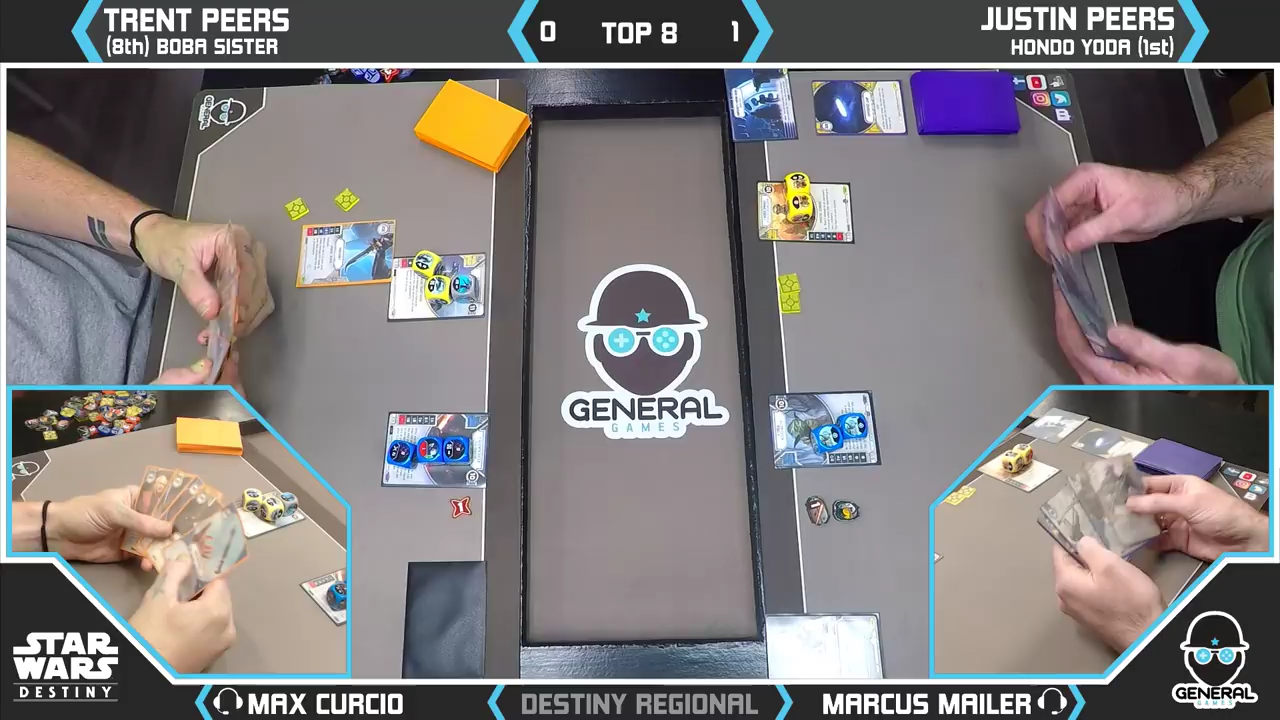 TRENT PEERS
(8th) BOBA SISTER
0 TOP 8 1
JUSTIN PEERS
HONDO YODA (1st)
GENERAL
GAMES
STAR
WARS
DESTINY
MAX CURCIO
DESTINY REGIONAL
MARCUS MAILER
GENERAL
GAMES